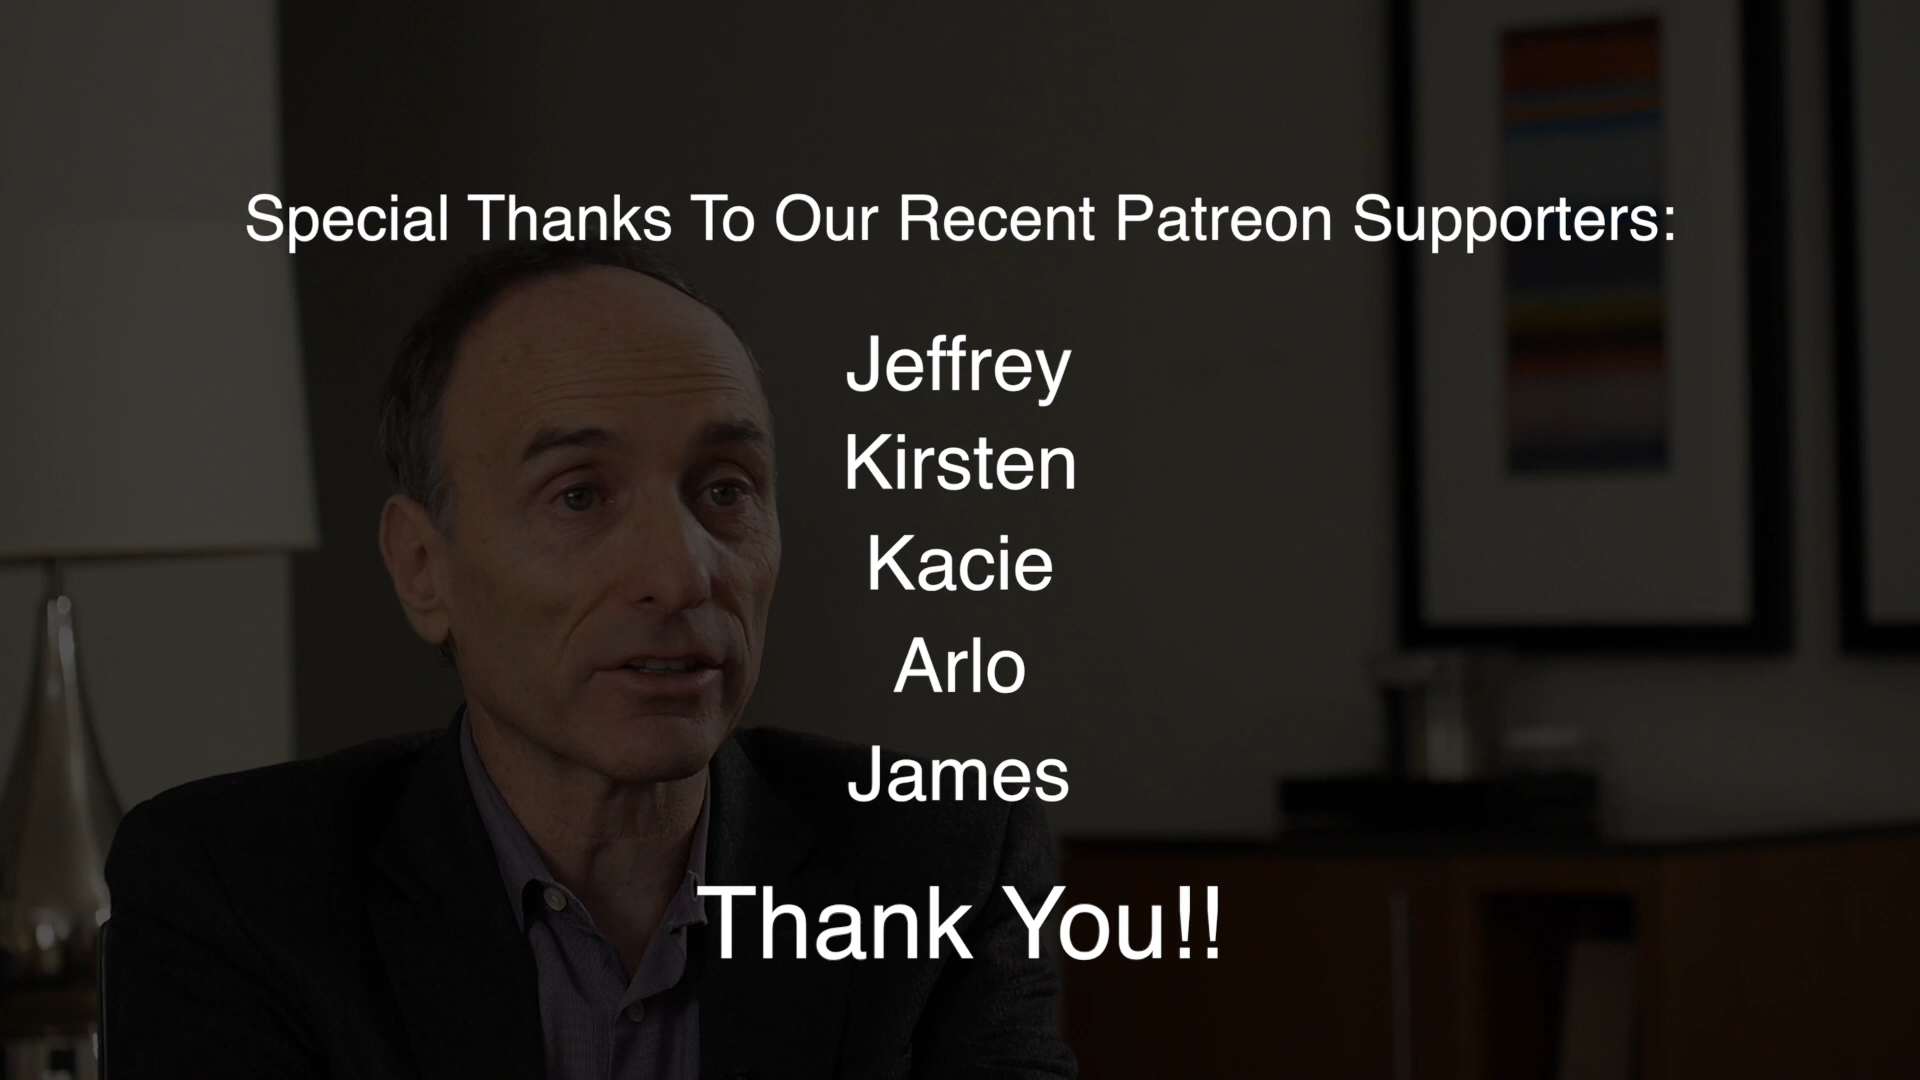 Special Thanks To Our Recent Patreon Supporters:
Jeffrey
Kirsten
Kacie
Arlo
James
Thank You!!